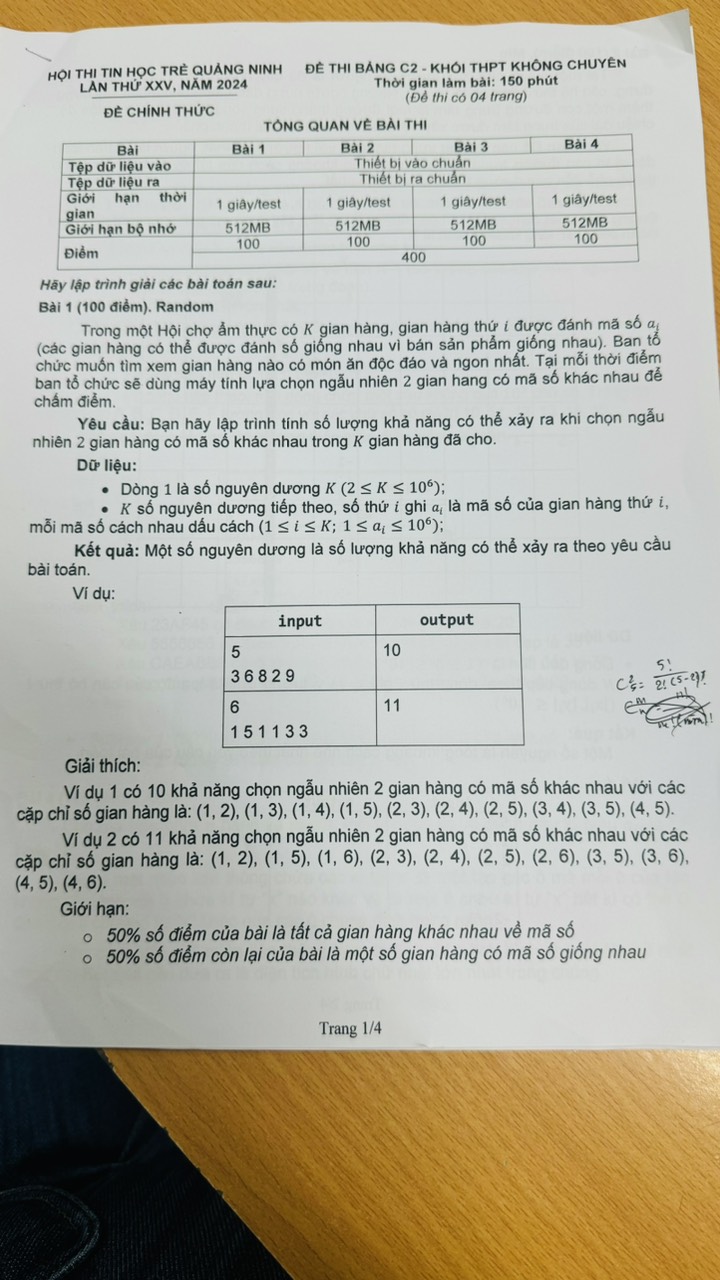 HỘI THI TIN HỌC TRẺ QUẢNG NINH
LẦN THỨ XXV, NĂM 2024
ĐỀ CHÍNH THỨC
ĐỀ THI BẢNG C2 - KHỐI THPT KHÔNG CHUYÊN
Thời gian làm bài: 150 phút
(Đề thi có 04 trang)
TỔNG QUAN VỀ BÀI THI
Bài Bài 1 Bài 2 Bài 3 Bài 4
Tệp dữ liệu vào Thiết bị vào chuẩn
Tệp dữ liệu ra Thiết bị ra chuẩn
Giới hạn thời
gian 1 giây/test 1 giây/test 1 giây/test 1 giây/test
Giới hạn bộ nhớ 512MB 512MB 512MB 512MB
Điểm 100 100 100 100
400
Hãy lập trình giải các bài toán sau:
Bài 1 (100 điểm). Random
Trong một Hội chợ ẩm thực có K gian hàng, gian hàng thứ i được đánh mã số aᵢ
(các gian hàng có thể được đánh số giống nhau vì bán sản phẩm giống nhau). Ban tổ
chức muốn tìm xem gian hàng nào có món ăn độc đáo và ngon nhất. Tại mỗi thời điểm
ban tổ chức sẽ dùng máy tính lựa chọn ngẫu nhiên 2 gian hang có mã số khác nhau để
chấm điểm.
Yêu cầu: Bạn hãy lập trình tính số lượng khả năng có thể xảy ra khi chọn ngẫu
nhiên 2 gian hàng có mã số khác nhau trong K gian hàng đã cho.
Dữ liệu:
• Dòng 1 là số nguyên dương K (2 ≤ K ≤ 10⁶);
• K số nguyên dương tiếp theo, số thứ i ghi aᵢ là mã số của gian hàng thứ i,
mỗi mã số cách nhau dấu cách (1 ≤ i ≤ K; 1 ≤ aᵢ ≤ 10⁶);
Kết quả: Một số nguyên dương là số lượng khả năng có thể xảy ra theo yêu cầu
bài toán.
Ví dụ:
input output
5 10
3 6 8 2 9
6 11
1 5 1 1 3 3
5!
C²₅= 2! (5-2)!
Giải thích:
Ví dụ 1 có 10 khả năng chọn ngẫu nhiên 2 gian hàng có mã số khác nhau với các
cặp chỉ số gian hàng là: (1, 2), (1, 3), (1, 4), (1, 5), (2, 3), (2, 4), (2, 5), (3, 4), (3, 5), (4, 5).
Ví dụ 2 có 11 khả năng chọn ngẫu nhiên 2 gian hàng có mã số khác nhau với các
cặp chỉ số gian hàng là: (1, 2), (1, 5), (1, 6), (2, 3), (2, 4), (2, 5), (2, 6), (3, 5), (3, 6),
(4, 5), (4, 6).
Giới hạn:
○ 50% số điểm của bài là tất cả gian hàng khác nhau về mã số
○ 50% số điểm còn lại của bài là một số gian hàng có mã số giống nhau
Trang 1/4